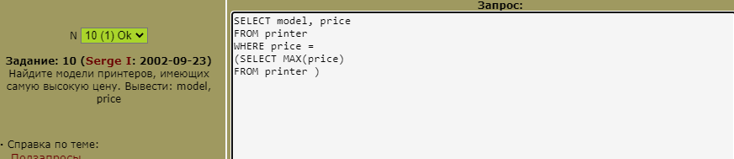 N 10 (1) Ok
Задание: 10 (Serge I: 2002-09-23)
Найдите модели принтеров, имеющих
самую высокую цену. Вывести: model,
price
· Справка по теме:
Подзапросы
Запрос:
SELECT model, price
FROM printer
WHERE price =
(SELECT MAX(price)
FROM printer )